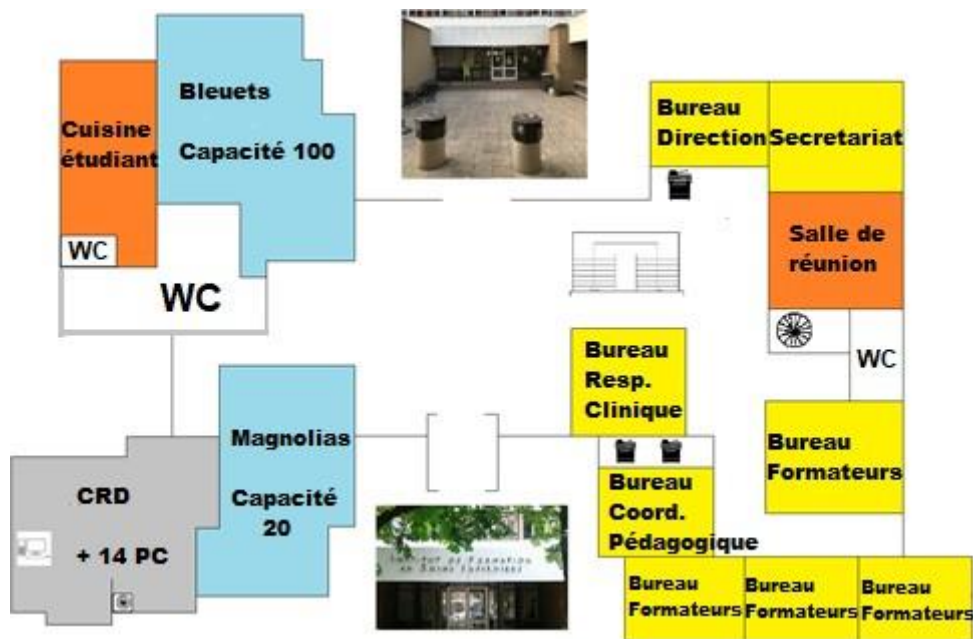 Bleuets
Capacité 100
Cuisine
étudiant
WC
WC
Bureau
Direction
Secretariat
Salle de
réunion
WC
Bureau
Resp.
Clinique
Bureau
Formateurs
Magnolias
Capacité
20
CRD
+ 14 PC
Bureau
Coord.
Pédagogique
Bureau
Formateurs
Bureau
Formateurs
Bureau
Formateurs